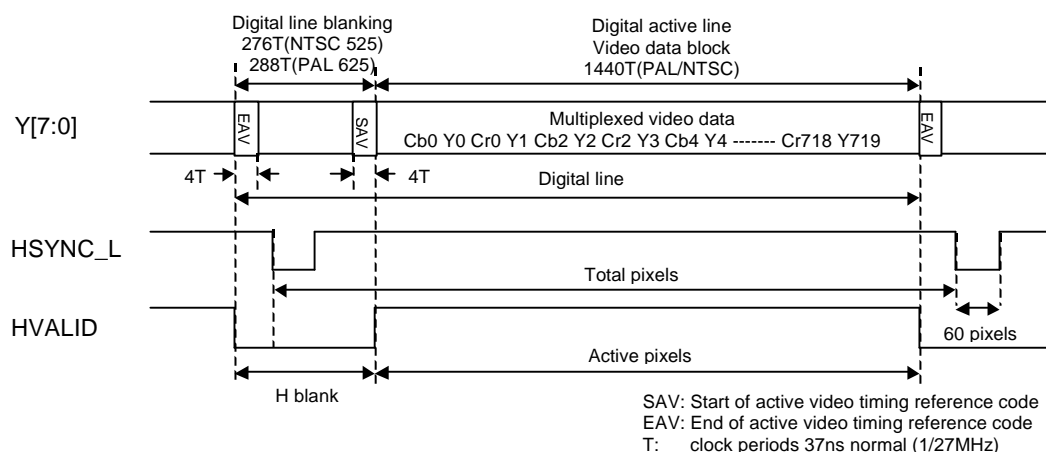 Digital line blanking
276T(NTSC 525)
288T(PAL 625)
Digital active line
Video data block
1440T(PAL/NTSC)
Y[7:0]
EAV
SAV
Multiplexed video data
Cb0 Y0 Cr0 Y1 Cb2 Y2 Cr2 Y3 Cb4 Y4 ------- Cr718 Y719
EAV
4T
4T
Digital line
HSYNC_L
Total pixels
HVALID
60 pixels
Active pixels
H blank
SAV: Start of active video timing reference code
EAV: End of active video timing reference code
T: clock periods 37ns normal (1/27MHz)